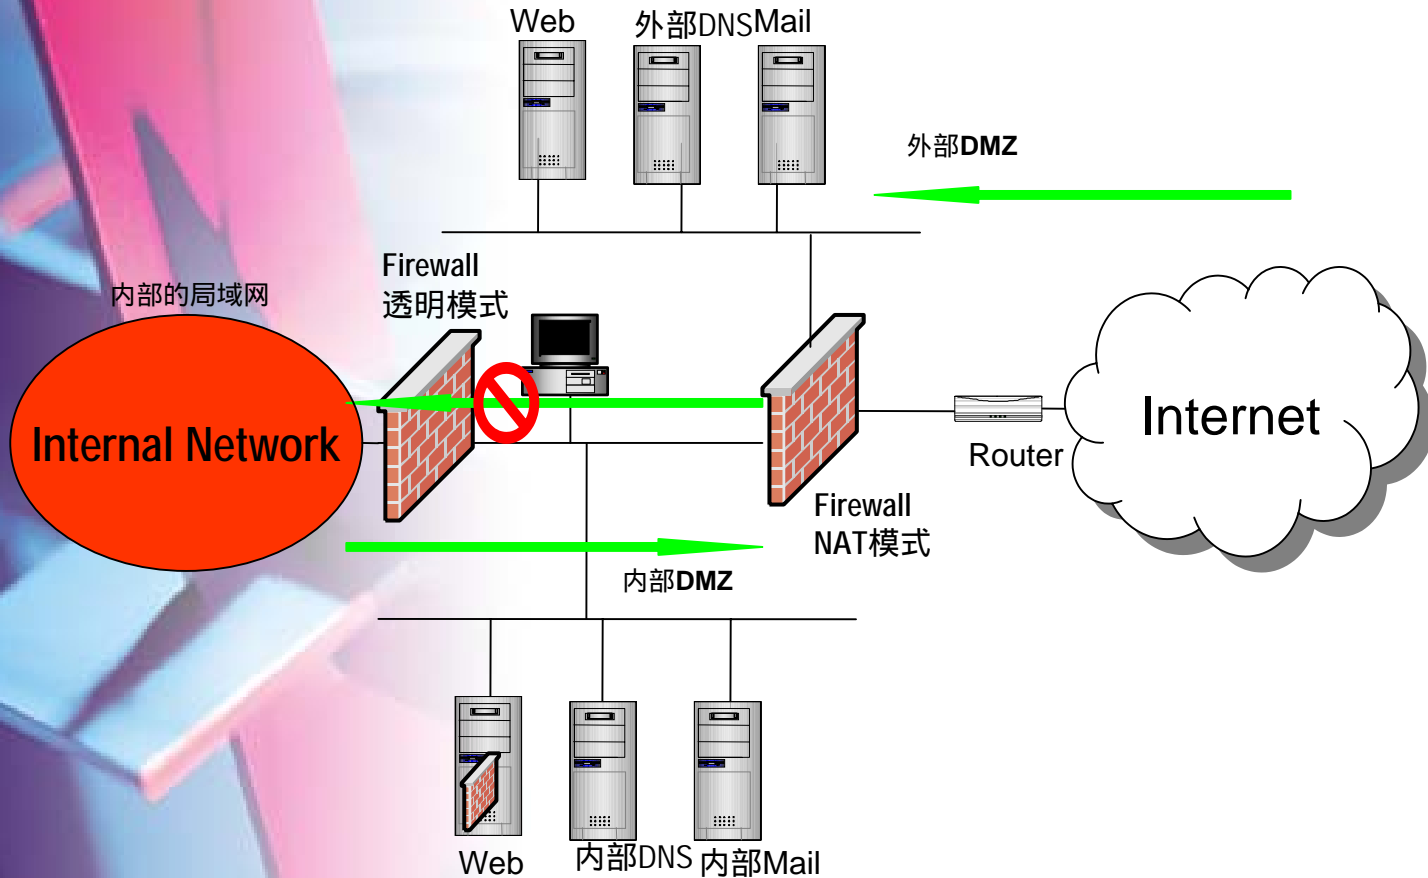 Web
外部DNS
Mail
外部DMZ
Firewall
透明模式
内部的局域网
Internal Network
Internet
Router
Firewall
NAT模式
内部DMZ
Web
内部DNS
内部Mail